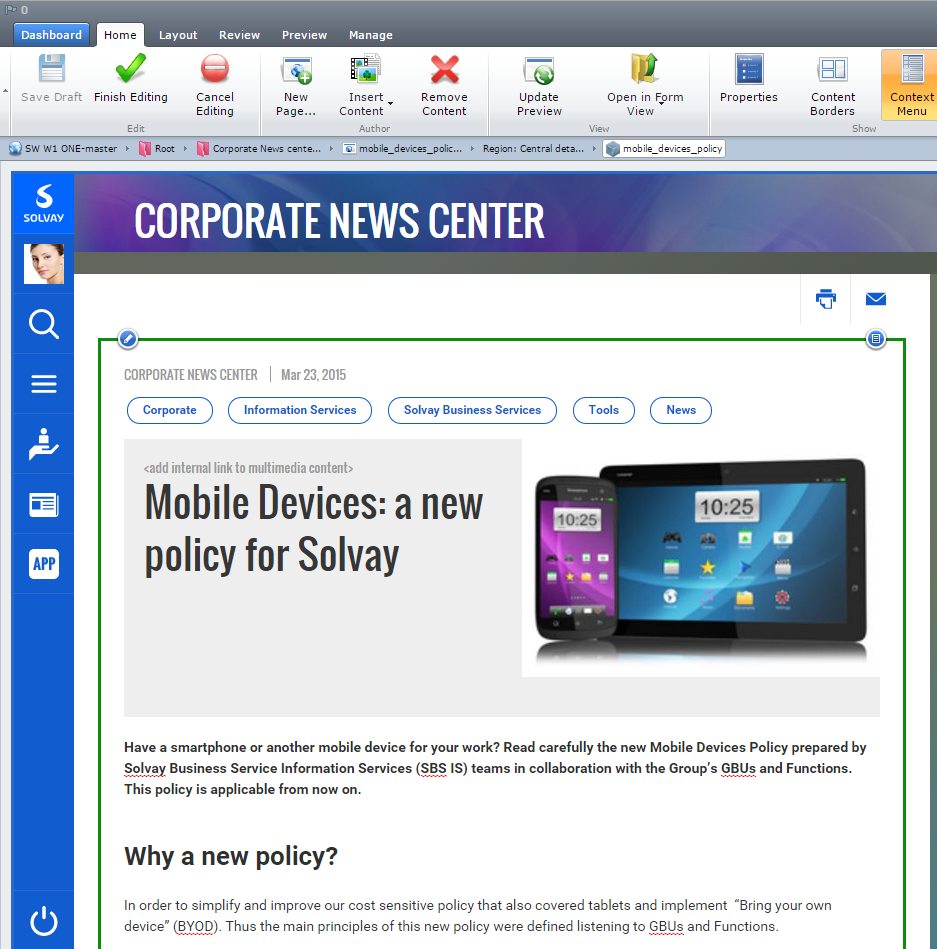 0
Dashboard Home Layout Review Preview Manage
Save Draft Finish Editing Cancel Editing New Page... Insert Content Remove Content Update Preview Open in Form View Properties Content Borders Context Menu
Edit Author View Show
SW W1 ONE-master Root Corporate News cente... mobile_devices_polic... Region: Central deta... mobile_devices_policy
SOLVAY
CORPORATE NEWS CENTER
CORPORATE NEWS CENTER Mar 23, 2015
Corporate Information Services Solvay Business Services Tools News
<add internal link to multimedia content>
Mobile Devices: a new
policy for Solvay
10:25
10:25
APP
Have a smartphone or another mobile device for your work? Read carefully the new Mobile Devices Policy prepared by
Solvay Business Service Information Services (SBS IS) teams in collaboration with the Group's GBUs and Functions.
This policy is applicable from now on.
Why a new policy?
In order to simplify and improve our cost sensitive policy that also covered tablets and implement “Bring your own
device” (BYOD). Thus the main principles of this new policy were defined listening to GBUs and Functions.